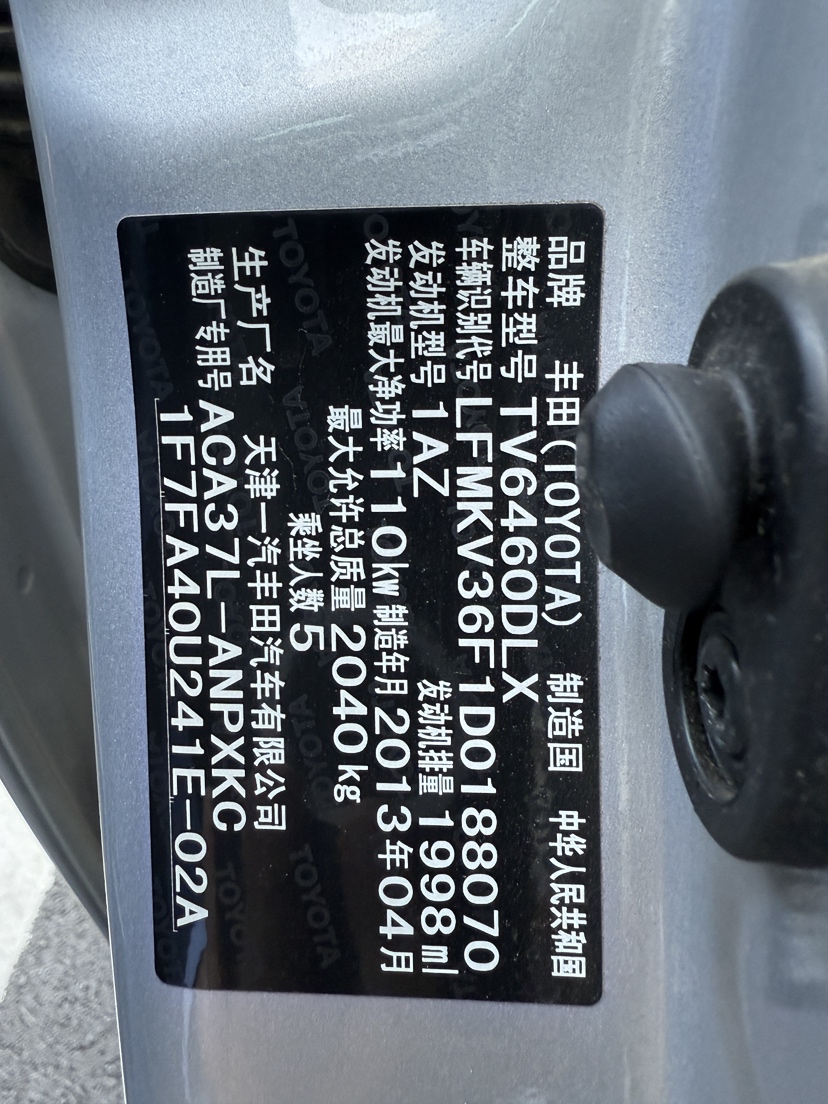 品牌 丰田(TOYOTA) 制造国 中华人民共和国
整车型号 TV6460DLX
车辆识别代号 LFMKV36F1D0188070
发动机型号 1AZ 发动机排量 1998ml
发动机最大净功率 110kw 制造年月 2013年04月
最大允许总质量 2040kg
乘坐人数 5
生产厂名 天津一汽丰田汽车有限公司
制造厂专用号 ACA37L-ANPXKC
1F7FA40U241E-02A